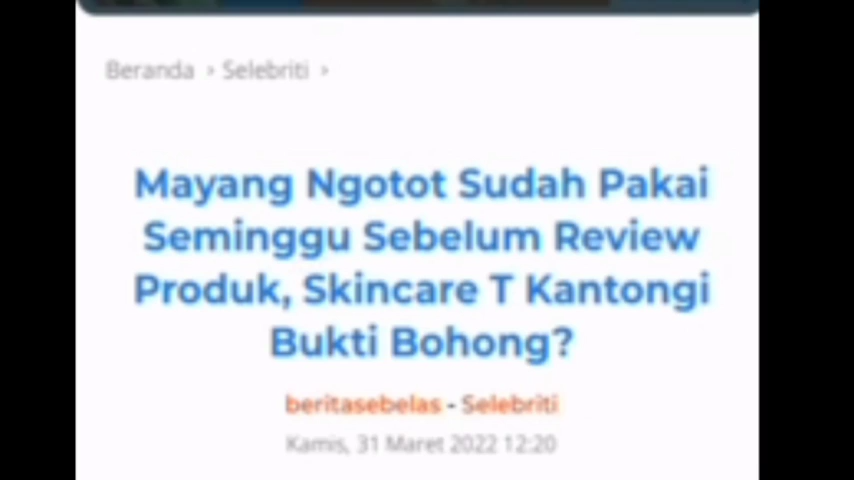 Beranda › Selebriti ›
Mayang Ngotot Sudah Pakai
Seminggu Sebelum Review
Produk, Skincare T Kantongi
Bukti Bohong?
beritasebelas - Selebriti
Kamis, 31 Maret 2022 12:20